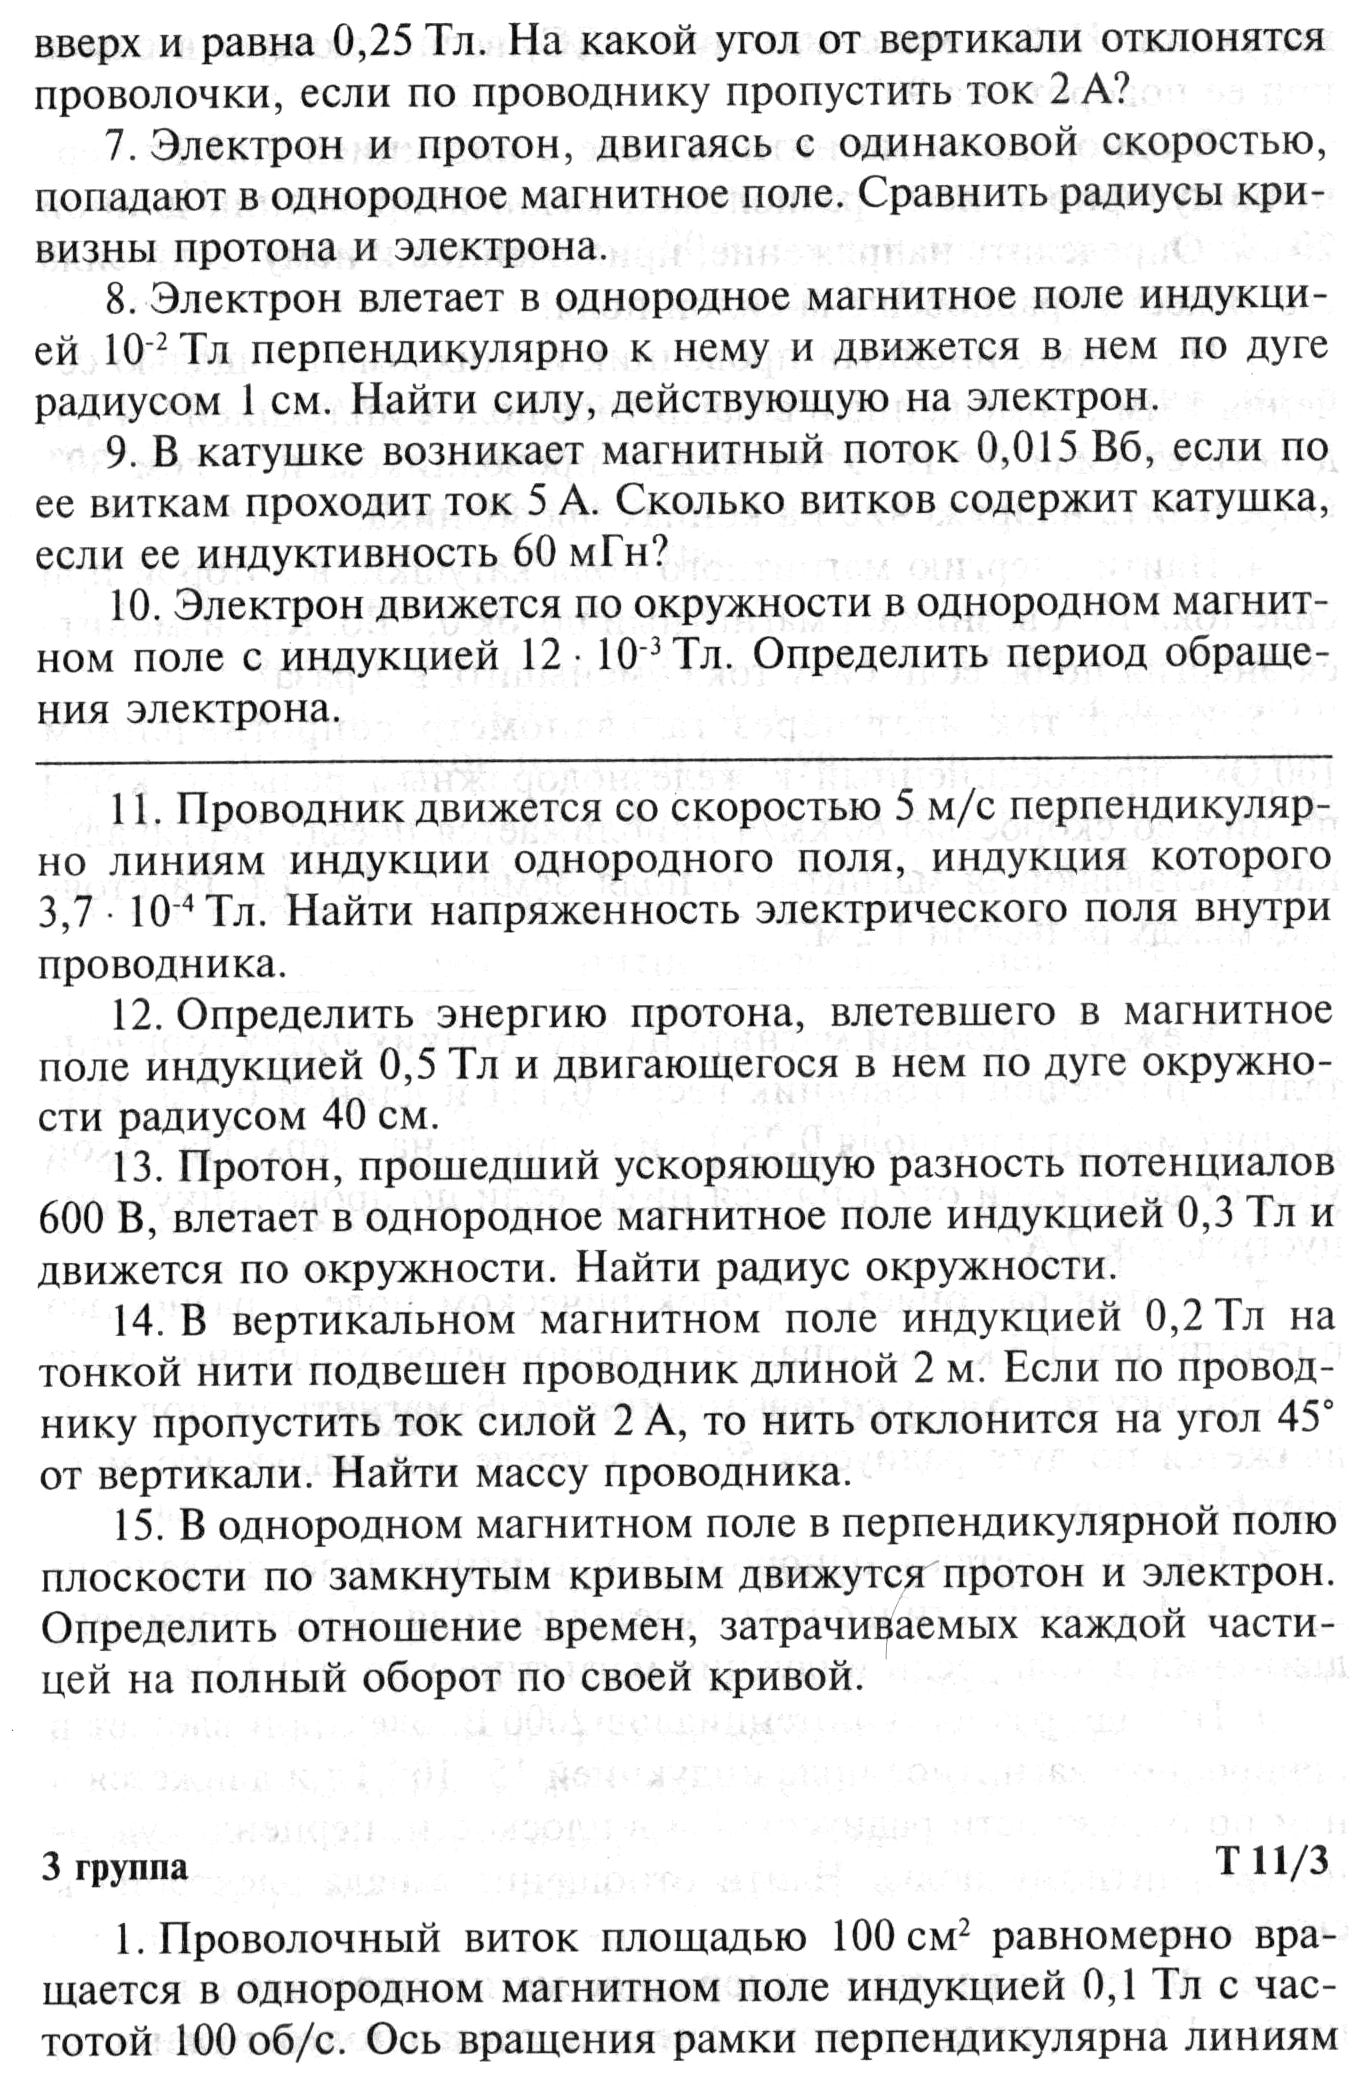 вверх и равна 0,25 Тл. На какой угол от вертикали отклонятся
проволочки, если по проводнику пропустить ток 2 А?
7. Электрон и протон, двигаясь с одинаковой скоростью,
попадают в однородное магнитное поле. Сравнить радиусы кри-
визны протона и электрона.
8. Электрон влетает в однородное магнитное поле индукци-
ей 10⁻² Тл перпендикулярно к нему и движется в нем по дуге
радиусом 1 см. Найти силу, действующую на электрон.
9. В катушке возникает магнитный поток 0,015 Вб, если по
ее виткам проходит ток 5 А. Сколько витков содержит катушка,
если ее индуктивность 60 мГн?
10. Электрон движется по окружности в однородном магнит-
ном поле с индукцией 12 · 10⁻³ Тл. Определить период обраще-
ния электрона.
11. Проводник движется со скоростью 5 м/с перпендикуляр-
но линиям индукции однородного поля, индукция которого
3,7 · 10⁻⁴ Тл. Найти напряженность электрического поля внутри
проводника.
12. Определить энергию протона, влетевшего в магнитное
поле индукцией 0,5 Тл и двигающегося в нем по дуге окружно-
сти радиусом 40 см.
13. Протон, прошедший ускоряющую разность потенциалов
600 В, влетает в однородное магнитное поле индукцией 0,3 Тл и
движется по окружности. Найти радиус окружности.
14. В вертикальном магнитном поле индукцией 0,2 Тл на
тонкой нити подвешен проводник длиной 2 м. Если по провод-
нику пропустить ток силой 2 А, то нить отклонится на угол 45°
от вертикали. Найти массу проводника.
15. В однородном магнитном поле в перпендикулярной полю
плоскости по замкнутым кривым движутся протон и электрон.
Определить отношение времен, затрачиваемых каждой части-
цей на полный оборот по своей кривой.
3 группа Т 11/3
1. Проволочный виток площадью 100 см² равномерно вра-
щается в однородном магнитном поле индукцией 0,1 Тл с час-
тотой 100 об/с. Ось вращения рамки перпендикулярна линиям